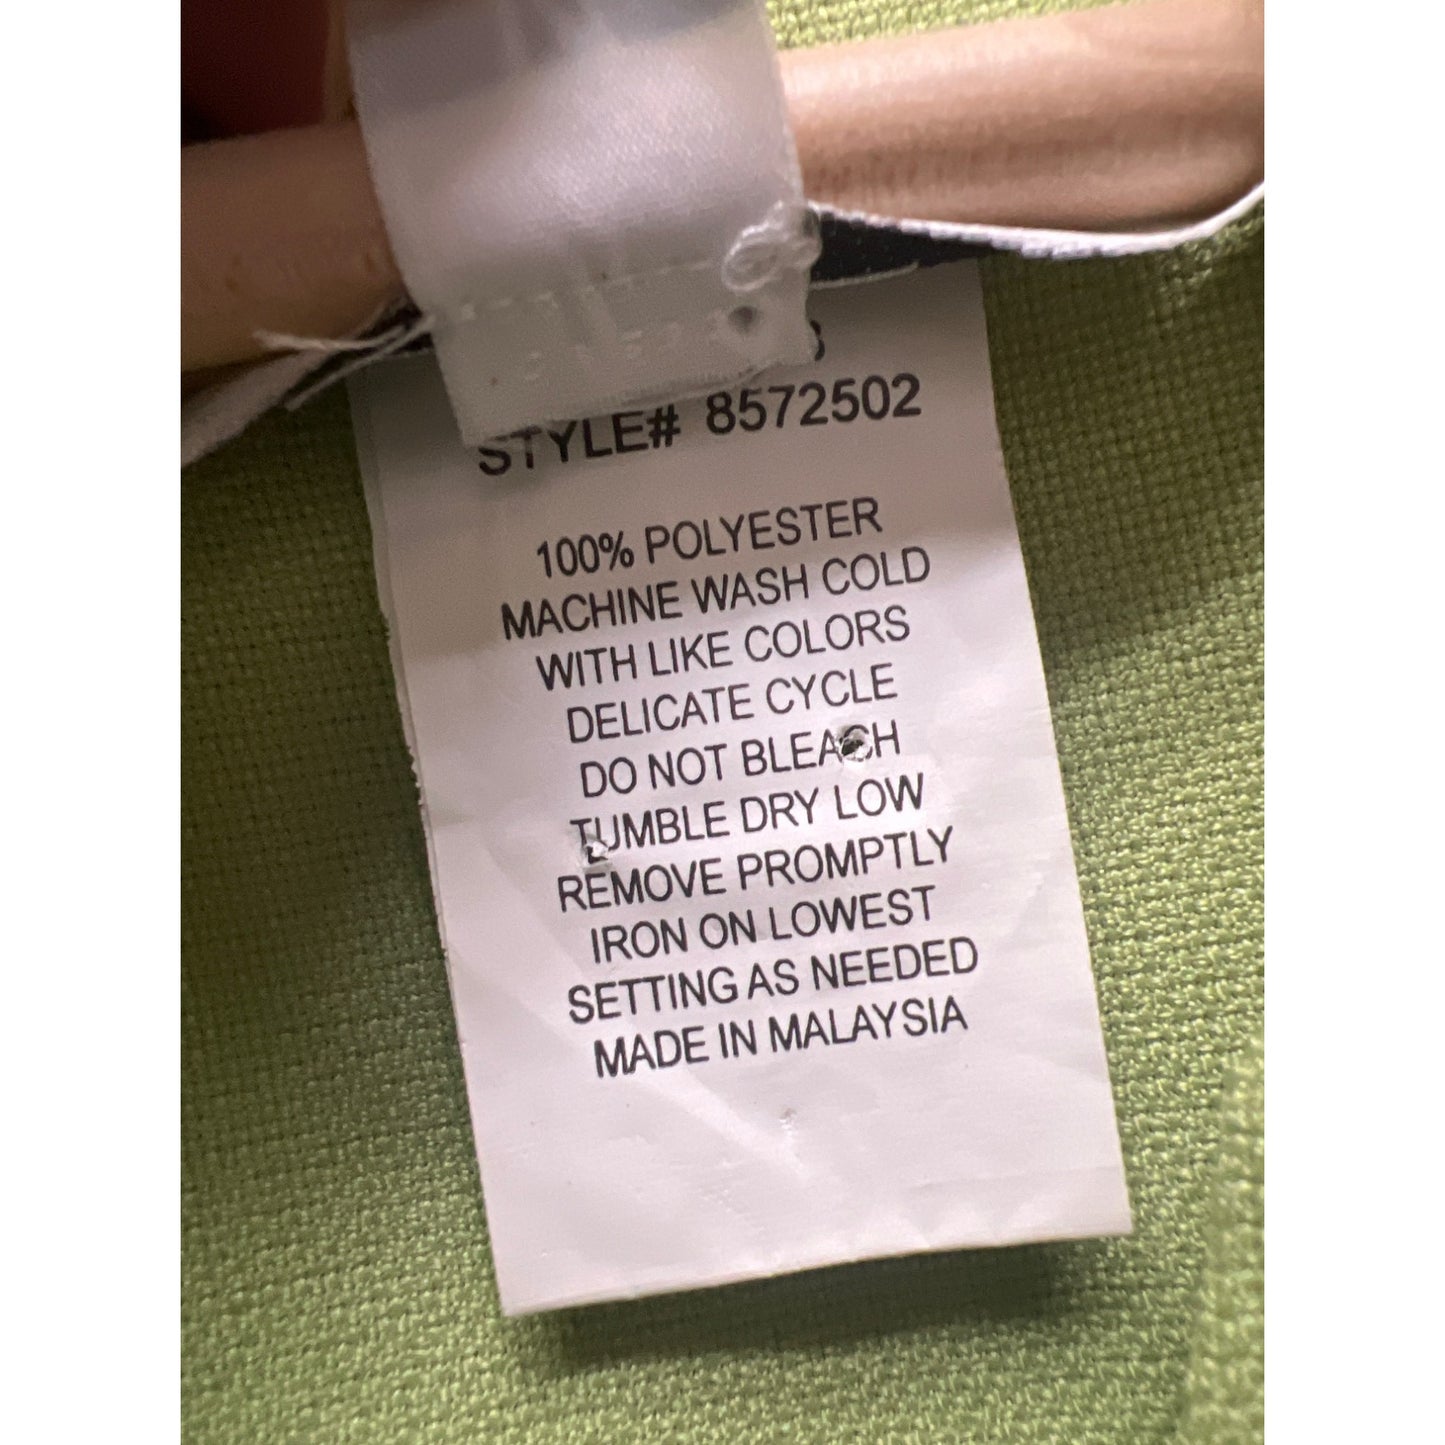 STYLE# 8572502
100% POLYESTER
MACHINE WASH COLD
WITH LIKE COLORS
DELICATE CYCLE
DO NOT BLEACH
TUMBLE DRY LOW
REMOVE PROMPTLY
IRON ON LOWEST
SETTING AS NEEDED
MADE IN MALAYSIA